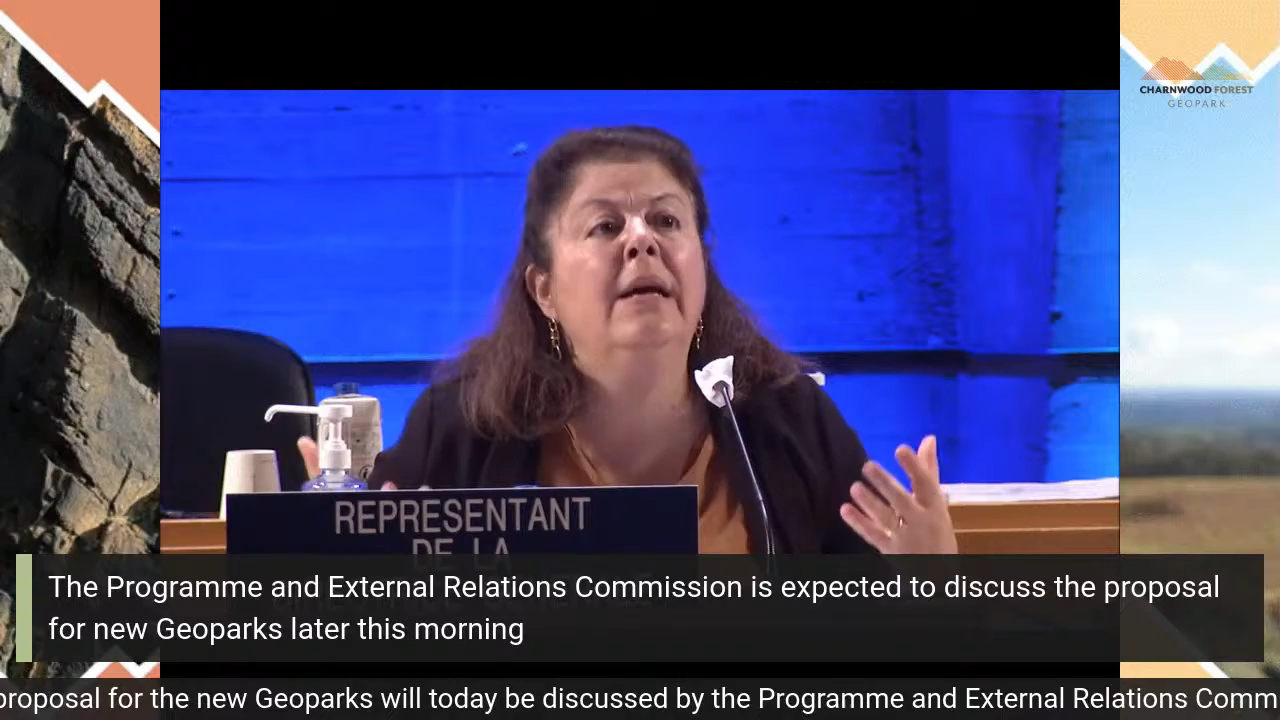 CHARNWOOD FOREST
GEOPARK
REPRESENTANT
DE LA
The Programme and External Relations Commission is expected to discuss the proposal
for new Geoparks later this morning
proposal for the new Geoparks will today be discussed by the Programme and External Relations Comm